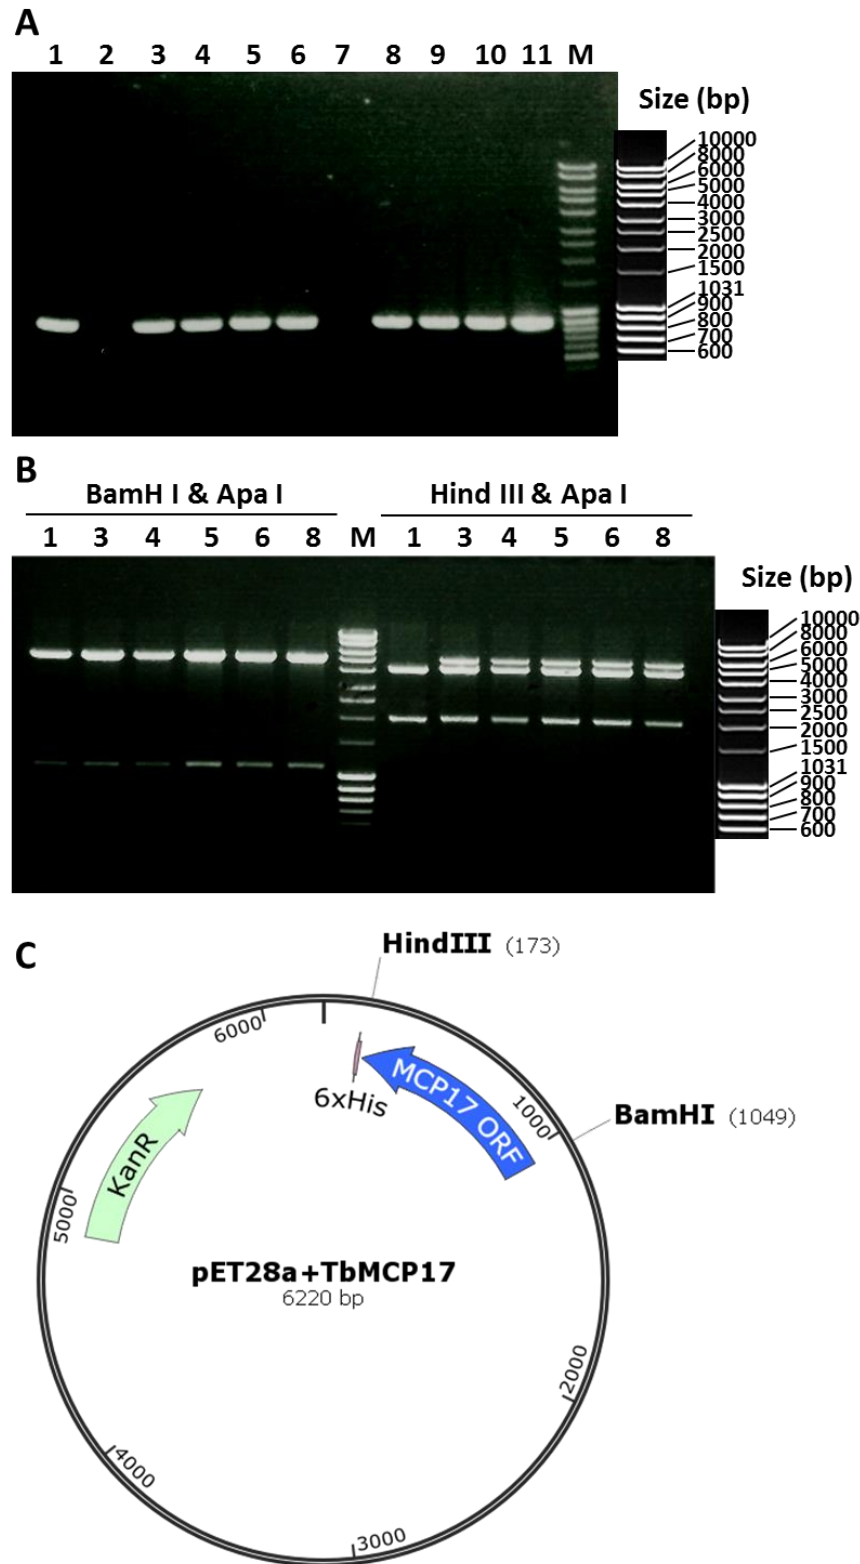 A
1 2 3 4 5 6 7 8 9 10 11 M
Size (bp)
10000
8000
6000
5000
4000
3000
2500
2000
1500
1031
900
800
700
600
B
BamH I & Apa I
Hind III & Apa I
1 3 4 5 6 8 M 1 3 4 5 6 8
Size (bp)
10000
8000
6000
5000
4000
3000
2500
2000
1500
1031
900
800
700
600
C
HindIII (173)
6000
MCP17 ORF
6xHis
1000
BamHI (1049)
KanR
5000
pET28a+TbMCP17
6220 bp
2000
4000
3000